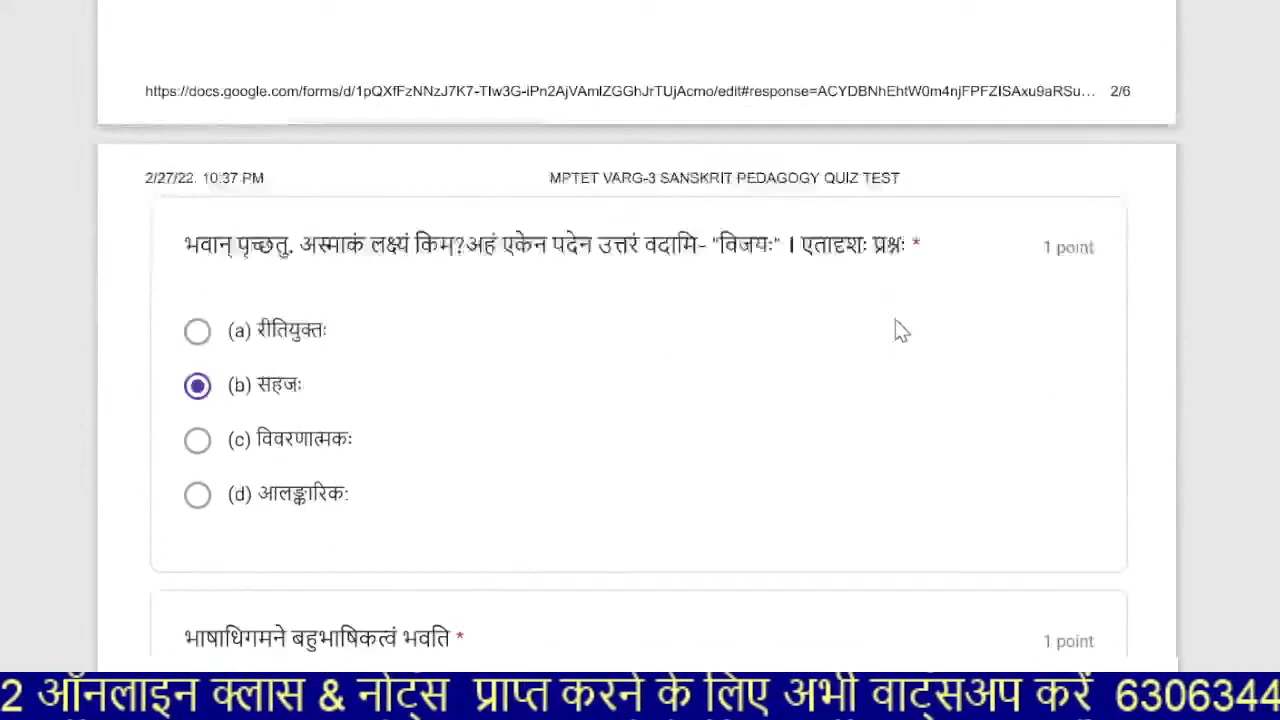 https://docs.google.com/forms/d/1pQXfFzNNzJ7K7-TIw3G-iPn2AjVAmlZGGhJrTUjAcmo/edit#response=ACYDBNhEhtW0m4njFPFZISAxu9aRSu... 2/6
2/27/22, 10:37 PM MPTET VARG-3 SANSKRIT PEDAGOGY QUIZ TEST
भवान् पृच्छतु. अस्माकं लक्ष्यं किम्?अहं एकेन पदेन उत्तरं वदामि- "विजयः" । एतादृशः प्रश्नः * 1 point
(a) रीतियुक्तः
(b) सहजः
(c) विवरणात्मकः
(d) आलङ्कारिक:
भाषाधिगमने बहुभाषिकत्वं भवति * 1 point
2 ऑनलाइन क्लास & नोट्स प्राप्त करने के लिए अभी वाट्सअप करें 6306344